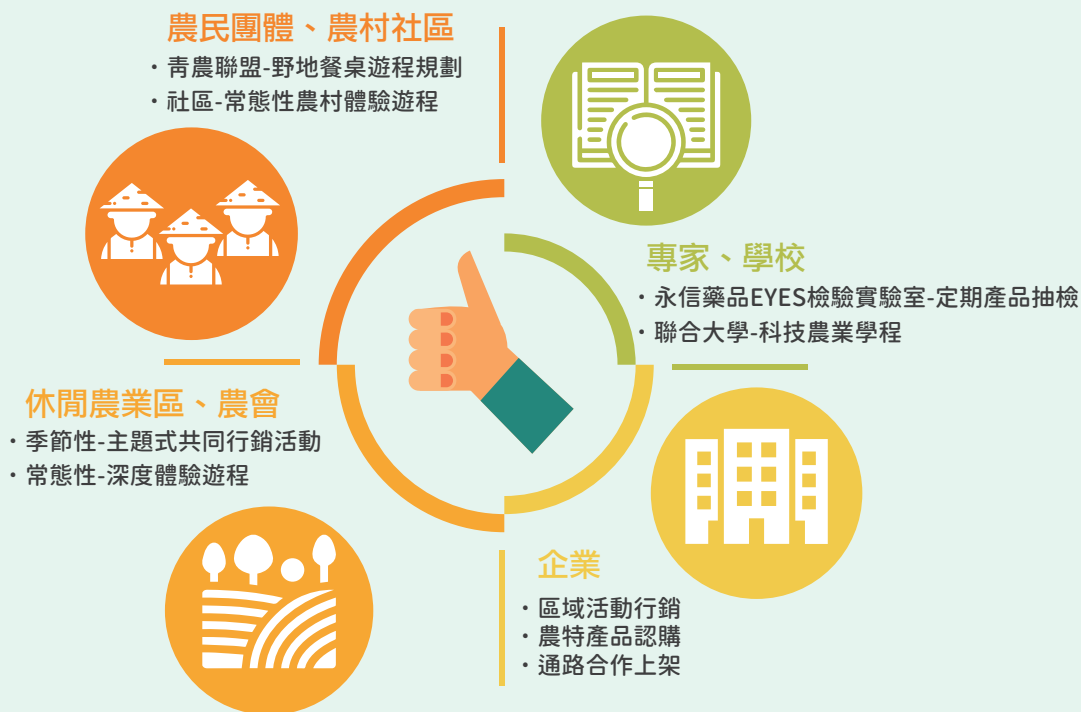 農民團體、農村社區
・青農聯盟-野地餐桌遊程規劃
・社區-常態性農村體驗遊程
專家、學校
・永信藥品EYES檢驗實驗室-定期產品抽檢
・聯合大學-科技農業學程
休閒農業區、農會
・季節性-主題式共同行銷活動
・常態性-深度體驗遊程
企業
・區域活動行銷
・農特產品認購
・通路合作上架